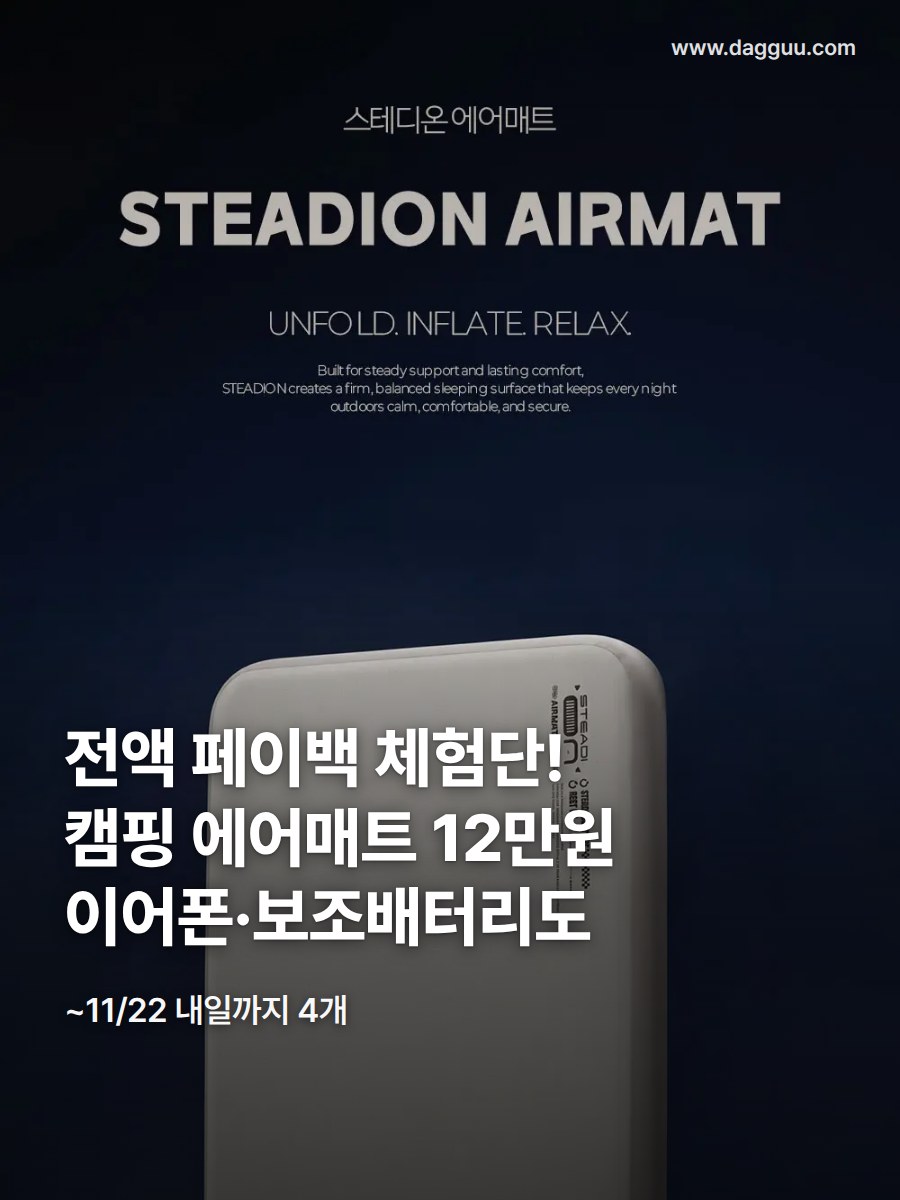 www.dagguu.com
스테디온 에어매트
STEADION AIRMAT
UNFOLD. INFLATE. RELAX.
Built for steady support and lasting comfort,
STEADION creates a firm, balanced sleeping surface that keeps every night
outdoors calm, comfortable, and secure.
STEADI
AIRMAT
전액 페이백 체험단!
캠핑 에어매트 12만원
이어폰·보조배터리도
~11/22 내일까지 4개